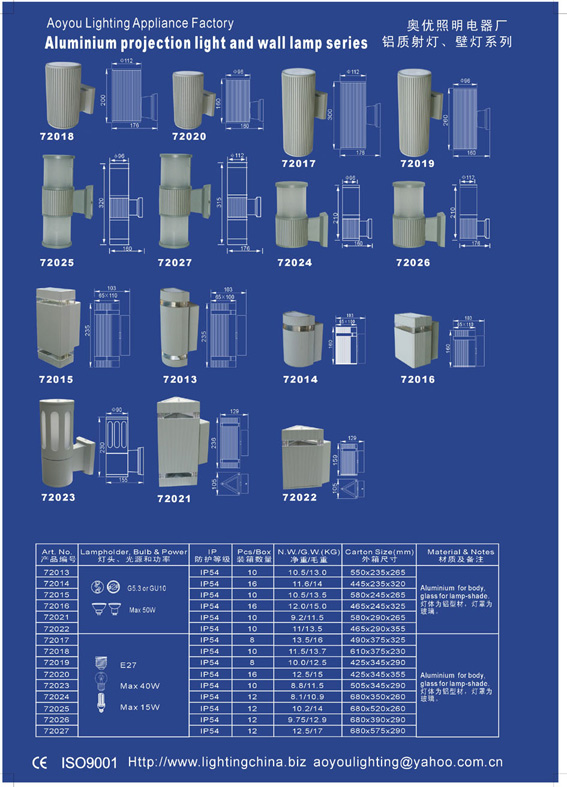 Aoyou Lighting Appliance Factory
奥优照明电器厂
Aluminium projection light and wall lamp series
铝质射灯、壁灯系列
Φ112
200
176
72018
Φ96
160
160
72020
Φ112
300
176
72017
Φ96
260
160
72019
Φ96
320
160
72025
Φ112
315
176
72027
Φ96
210
160
72024
Φ112
210
176
72026
193
65×110
235
72015
193
65×100
235
72013
160
72014
160
72016
Φ90
230
155
72023
129
236
105
72021
129
159
105
72022
Art. No. Lampholder, Bulb & Power IP Pcs/Box N.W./G.W.(KG) Carton Size(mm) Material & Notes
产品编号 灯头、光源和功率 防护等级 装箱数量 净重/毛重 外箱尺寸 材质及备注
72013 IP54 10 10.5/13.0 550x235x265
72014 IP54 16 11.6/14 445x235x320
72015 IP54 10 10.5/13.5 580x245x265
72016 IP54 16 12.0/15.0 465x245x325
72021 IP54 10 9.2/11.5 580x290x265
72022 IP54 10 11/13.5 465x290x355
G5.3 or GU10
Max 50W
Aluminium for body,
glass for lamp-shade.
灯体为铝型材，灯罩为
玻璃。
72017 IP54 8 13.5/16 490x375x325
72018 IP54 10 11.5/13.7 610x375x230
72019 IP54 8 10.0/12.5 425x345x290
72020 IP54 16 12.5/15 425x345x355
72023 IP54 10 8.8/11.5 505x345x290
72024 IP54 12 8.1/10.9 680x350x260
72025 IP54 12 10.2/14 680x520x260
72026 IP54 12 9.75/12.9 680x390x290
72027 IP54 12 12.5/17 680x575x290
E27
Max 40W
Max 15W
Aluminium for body,
glass for lamp-shade.
灯体为铝型材，灯罩为
玻璃。
CE ISO9001 Http://www.lightingchina.biz aoyoulighting@yahoo.com.cn